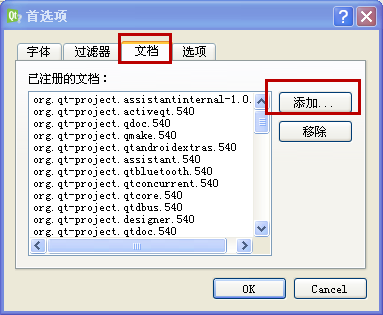 Qt 首选项
字体 过滤器 文档 选项
已注册的文档：
org.qt-project.assistantinternal-1.0.
org.qt-project.activeqt.540
org.qt-project.qdoc.540
org.qt-project.qmake.540
org.qt-project.qtandroidextras.540
org.qt-project.assistant.540
org.qt-project.qtbluetooth.540
org.qt-project.qtconcurrent.540
org.qt-project.qtcore.540
org.qt-project.qtdbus.540
org.qt-project.designer.540
org.qt-project.qtdoc.540
添加...
移除
OK Cancel